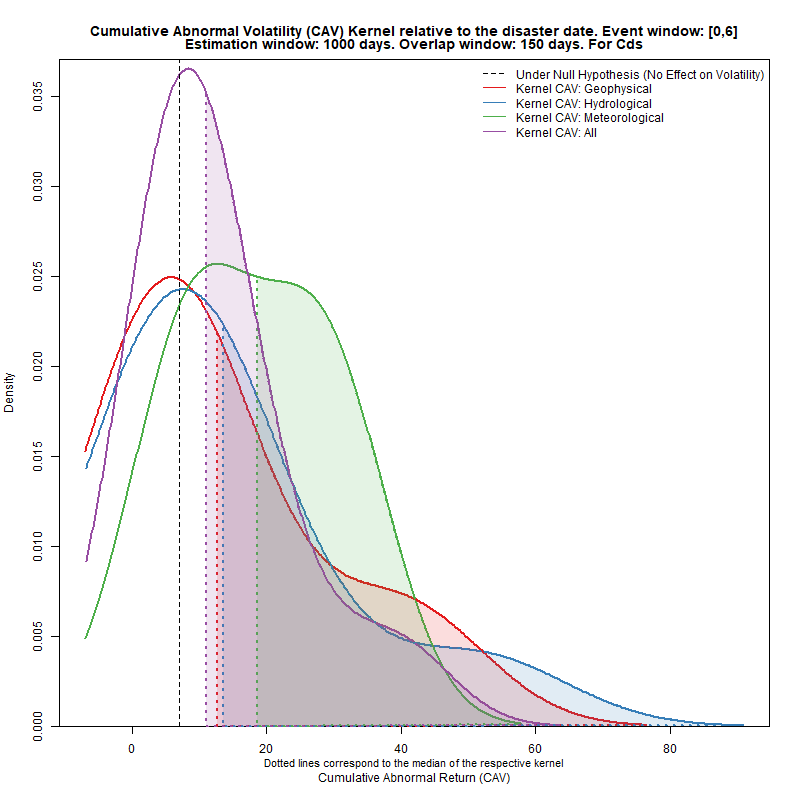 Cumulative Abnormal Volatility (CAV) Kernel relative to the disaster date. Event window: [0,6]
Estimation window: 1000 days. Overlap window: 150 days. For Cds
Under Null Hypothesis (No Effect on Volatility)
Kernel CAV: Geophysical
Kernel CAV: Hydrological
Kernel CAV: Meteorological
Kernel CAV: All
0.035
0.030
0.025
0.020
0.015
0.010
0.005
0.000
Density
0 20 40 60 80
Dotted lines correspond to the median of the respective kernel
Cumulative Abnormal Return (CAV)